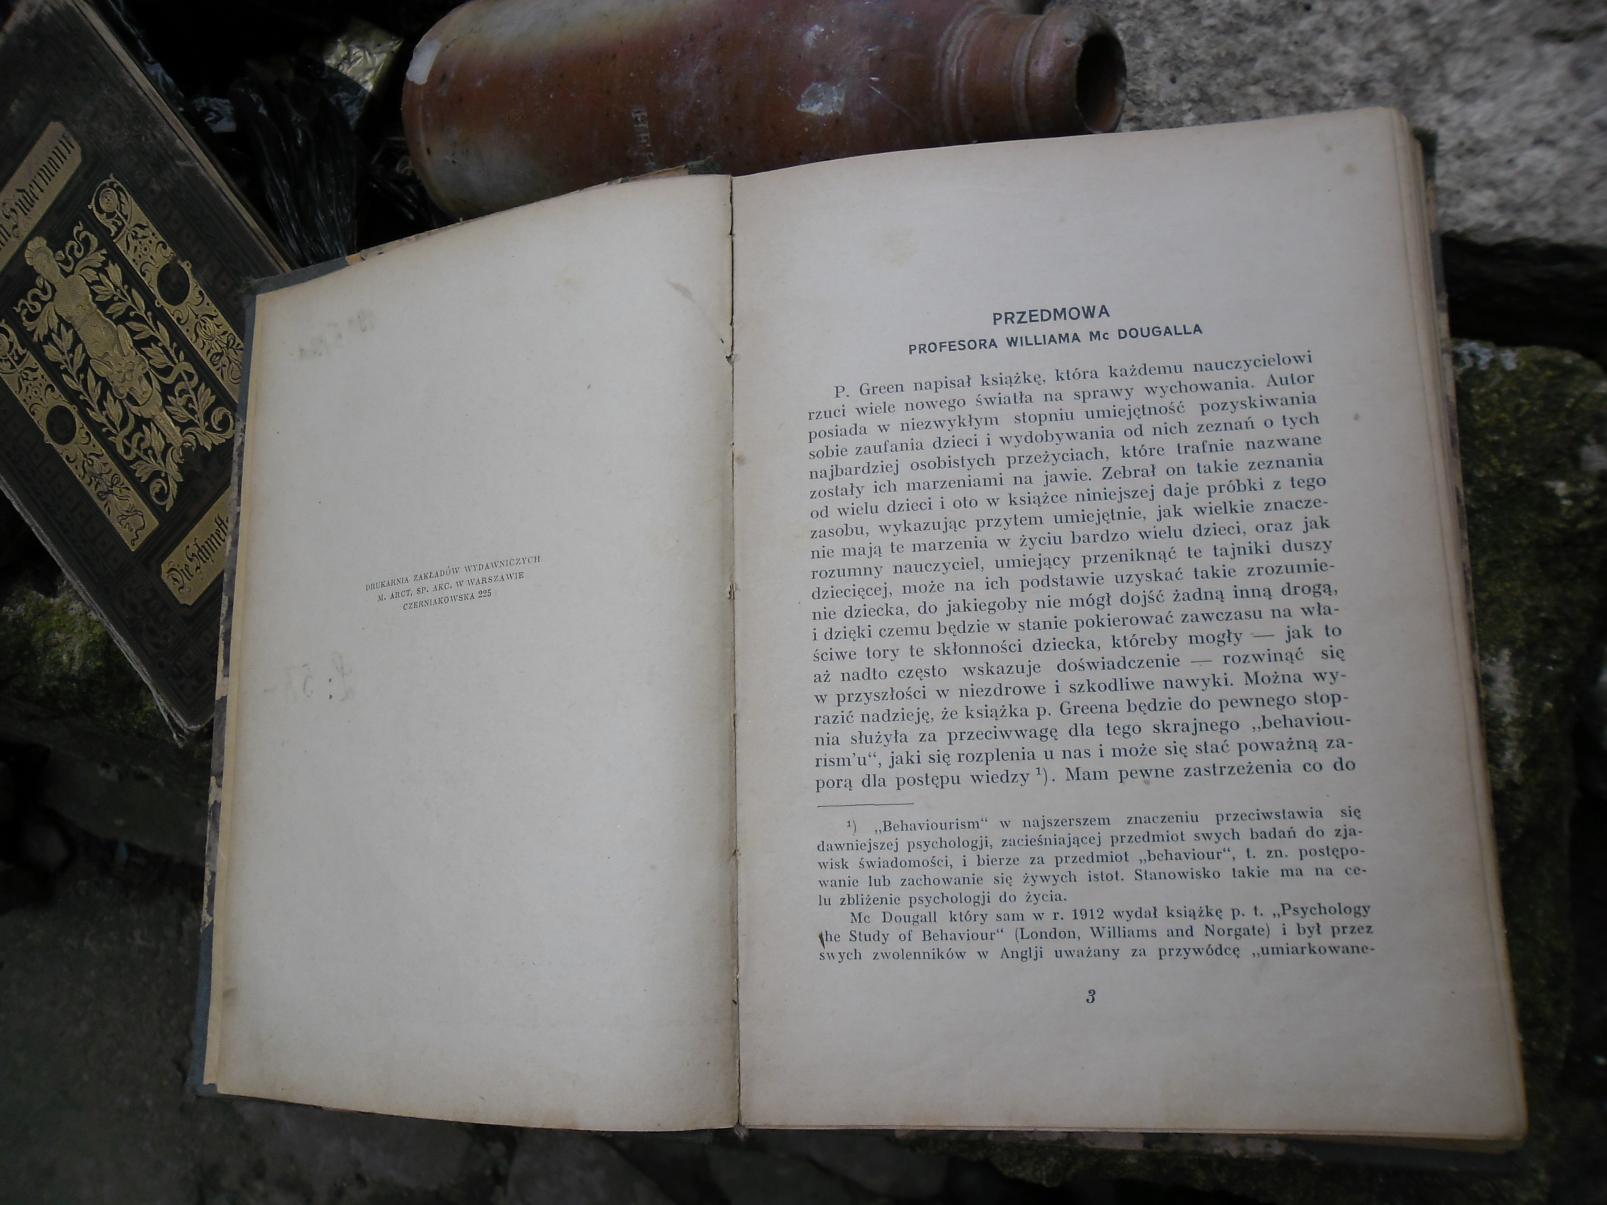 Sudermann
Die Schmett
DRUKARNIA ZAKŁADÓW WYDAWNICZYCH
M. ARCT, SP. AKC. W WARSZAWIE
CZERNIAKOWSKA 225
PRZEDMOWA
PROFESORA WILLIAMA Mc DOUGALLA
P. Green napisał książkę, która każdemu nauczycielowi
rzuci wiele nowego światła na sprawy wychowania. Autor
posiada w niezwykłym stopniu umiejętność pozyskiwania
sobie zaufania dzieci i wydobywania od nich zeznań o tych
najbardziej osobistych przeżyciach, które trafnie nazwane
zostały ich marzeniami na jawie. Zebrał on takie zeznania
od wielu dzieci i oto w książce niniejszej daje próbki z tego
zasobu, wykazując przytem umiejętnie, jak wielkie znacze-
nie mają te marzenia w życiu bardzo wielu dzieci, oraz jak
rozumny nauczyciel, umiejący przeniknąć te tajniki duszy
dziecięcej, może na ich podstawie uzyskać takie zrozumie-
nie dziecka, do jakiegoby nie mógł dojść żadną inną drogą,
i dzięki czemu będzie w stanie pokierować zawczasu na wła-
ściwe tory te skłonności dziecka, któreby mogły — jak to
aż nadto często wskazuje doświadczenie — rozwinąć się
w przyszłości w niezdrowe i szkodliwe nawyki. Można wy-
razić nadzieję, że książka p. Greena będzie do pewnego stop-
nia służyła za przeciwwagę dla tego skrajnego „behaviou-
rism'u“, jaki się rozplenia u nas i może się stać poważną za-
porą dla postępu wiedzy ¹). Mam pewne zastrzeżenia co do
¹) „Behaviourism“ w najszerszem znaczeniu przeciwstawia się
dawniejszej psychologji, zacieśniającej przedmiot swych badań do zja-
wisk świadomości, i bierze za przedmiot „behaviour“, t. zn. postępo-
wanie lub zachowanie się żywych istot. Stanowisko takie ma na ce-
lu zbliżenie psychologji do życia.
Mc Dougall który sam w r. 1912 wydał książkę p. t. „Psychology
the Study of Behaviour“ (London, Williams and Norgate) i był przez
swych zwolenników w Anglji uważany za przywódcę „umiarkowane-
3